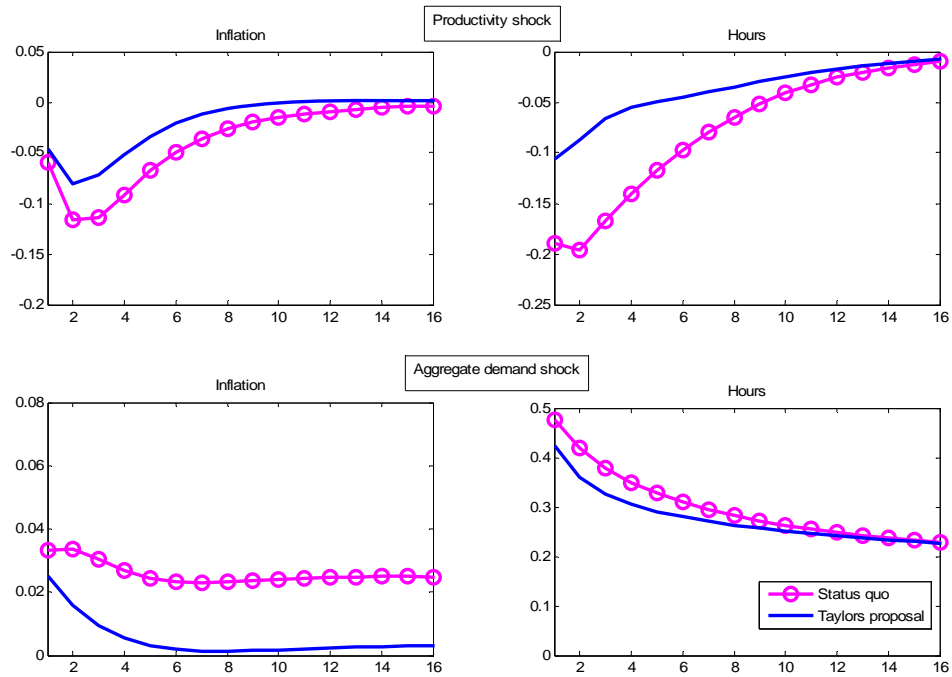 Productivity shock
Inflation
Hours
0.05
0
-0.05
-0.1
-0.15
-0.2
2 4 6 8 10 12 14 16
0
-0.05
-0.1
-0.15
-0.2
-0.25
2 4 6 8 10 12 14 16
Aggregate demand shock
Inflation
Hours
0.08
0.06
0.04
0.02
0
2 4 6 8 10 12 14 16
0.5
0.4
0.3
0.2
0.1
0
2 4 6 8 10 12 14 16
Status quo
Taylors proposal